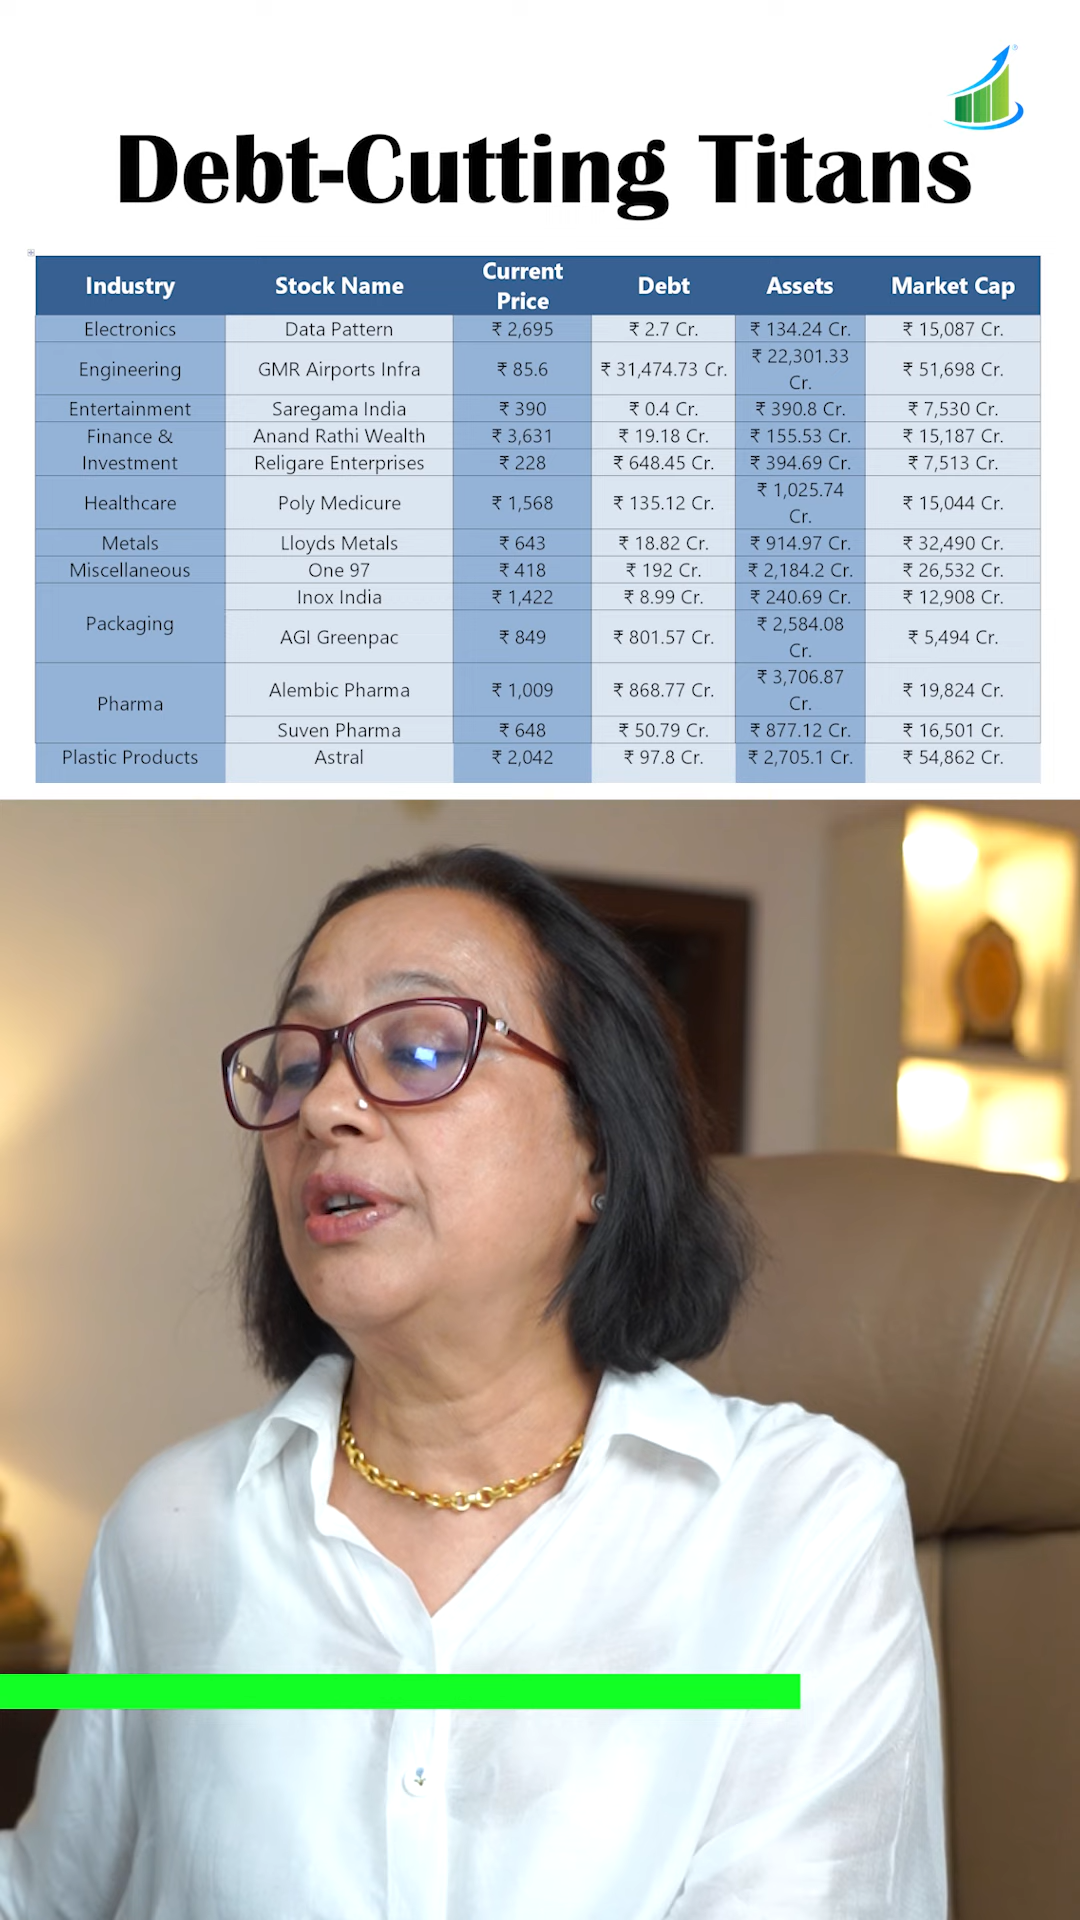 Debt-Cutting Titans
Industry Stock Name Current Price Debt Assets Market Cap
Electronics Data Pattern ₹ 2,695 ₹ 2.7 Cr. ₹ 134.24 Cr. ₹ 15,087 Cr.
Engineering GMR Airports Infra ₹ 85.6 ₹ 31,474.73 Cr. ₹ 22,301.33 Cr. ₹ 51,698 Cr.
Entertainment Saregama India ₹ 390 ₹ 0.4 Cr. ₹ 390.8 Cr. ₹ 7,530 Cr.
Finance & Anand Rathi Wealth ₹ 3,631 ₹ 19.18 Cr. ₹ 155.53 Cr. ₹ 15,187 Cr.
Investment Religare Enterprises ₹ 228 ₹ 648.45 Cr. ₹ 394.69 Cr. ₹ 7,513 Cr.
Healthcare Poly Medicure ₹ 1,568 ₹ 135.12 Cr. ₹ 1,025.74 Cr. ₹ 15,044 Cr.
Metals Lloyds Metals ₹ 643 ₹ 18.82 Cr. ₹ 914.97 Cr. ₹ 32,490 Cr.
Miscellaneous One 97 ₹ 418 ₹ 192 Cr. ₹ 2,184.2 Cr. ₹ 26,532 Cr.
Packaging Inox India ₹ 1,422 ₹ 8.99 Cr. ₹ 240.69 Cr. ₹ 12,908 Cr.
AGI Greenpac ₹ 849 ₹ 801.57 Cr. ₹ 2,584.08 Cr. ₹ 5,494 Cr.
Pharma Alembic Pharma ₹ 1,009 ₹ 868.77 Cr. ₹ 3,706.87 Cr. ₹ 19,824 Cr.
Suven Pharma ₹ 648 ₹ 50.79 Cr. ₹ 877.12 Cr. ₹ 16,501 Cr.
Plastic Products Astral ₹ 2,042 ₹ 97.8 Cr. ₹ 2,705.1 Cr. ₹ 54,862 Cr.